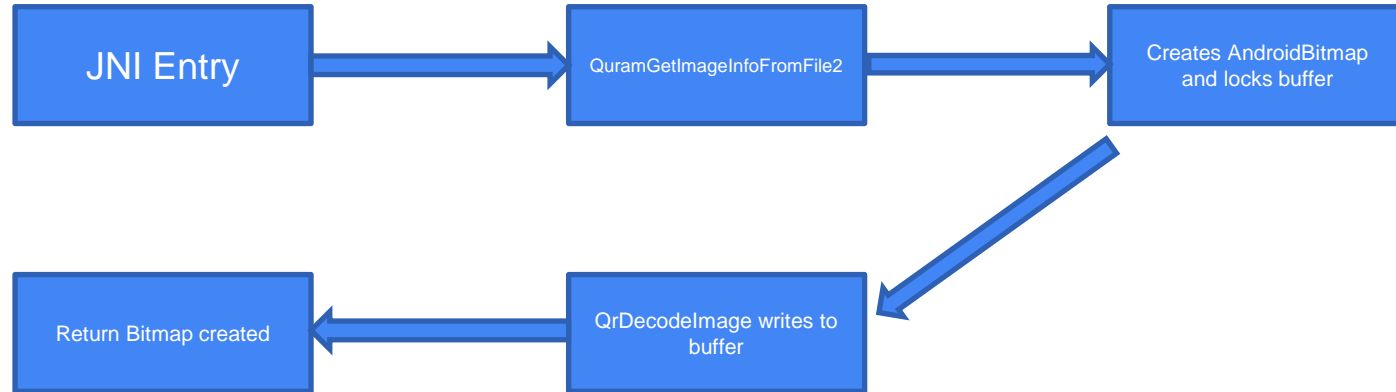 JNI Entry
QuramGetImageInfoFromFile2
Creates AndroidBitmap
and locks buffer
QrDecodeImage writes to
buffer
Return Bitmap created